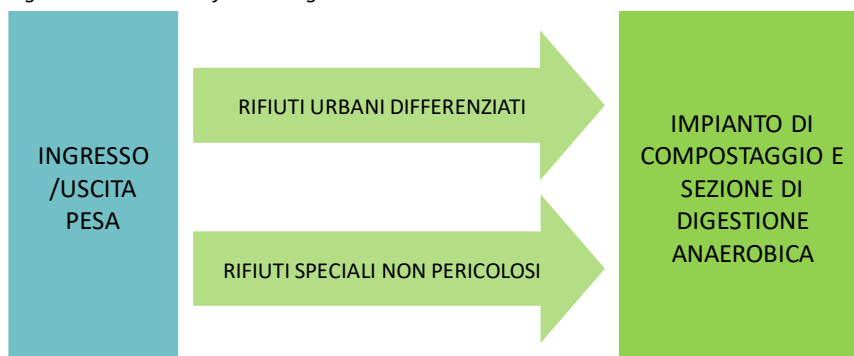 INGRESSO
/USCITA
PESA
RIFIUTI URBANI DIFFERENZIATI
RIFIUTI SPECIALI NON PERICOLOSI
IMPIANTO DI
COMPOSTAGGIO E
SEZIONE DI
DIGESTIONE
ANAEROBICA